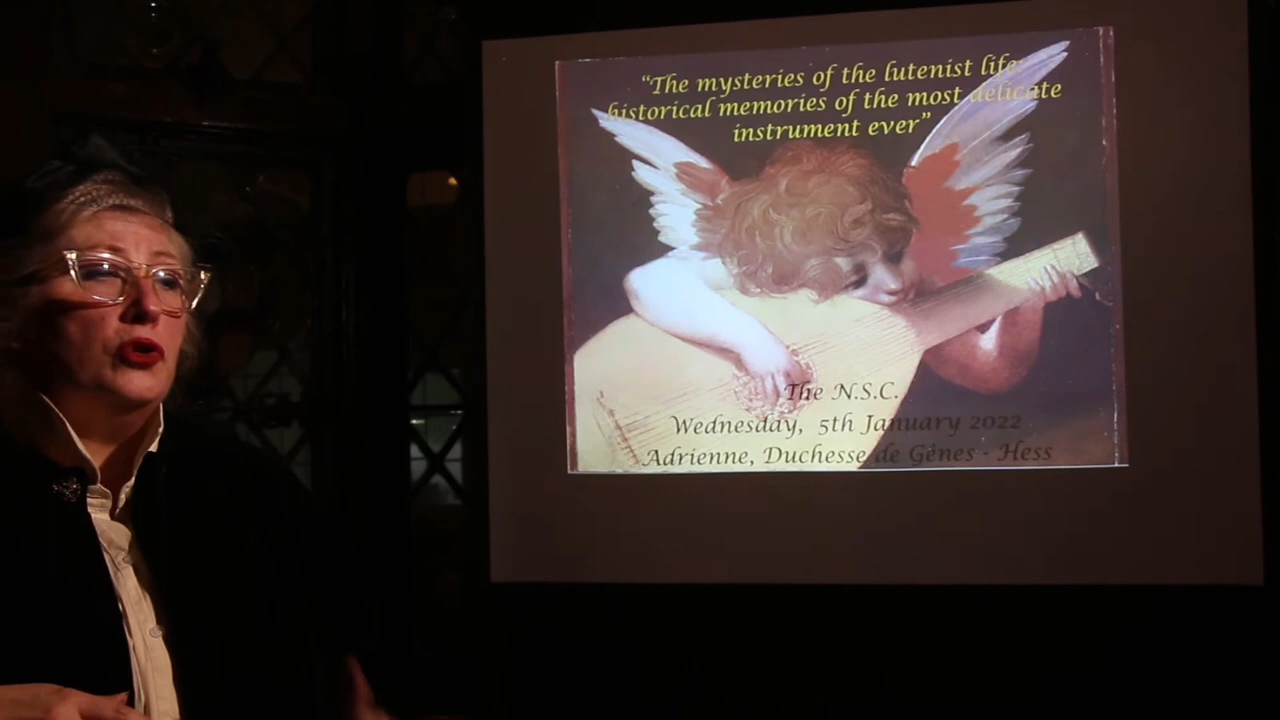 “The mysteries of the lutenist life:
historical memories of the most delicate
instrument ever”
The N.S.C.
Wednesday, 5th January 2022
Adrienne, Duchesse de Gênes - Hess